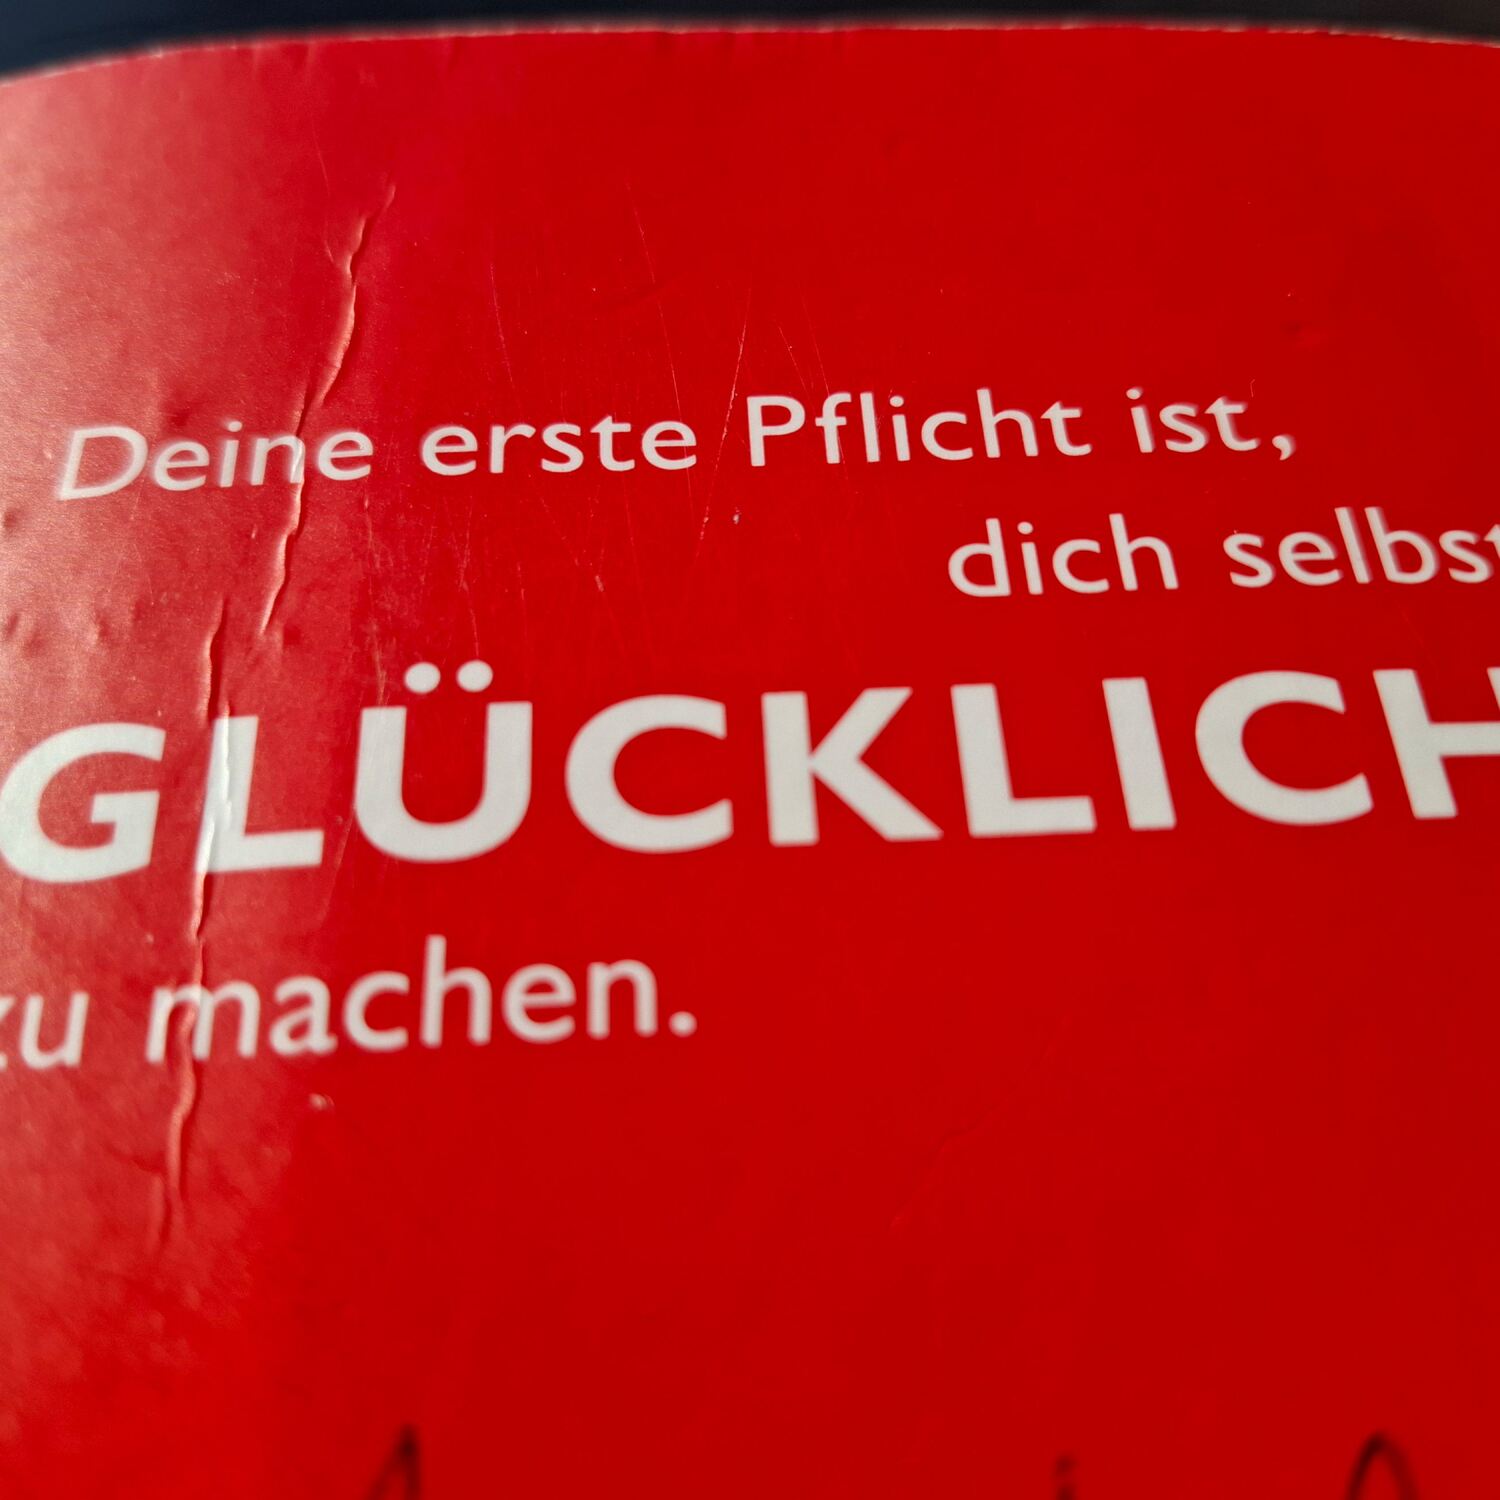 Deine erste Pflicht ist,
dich selbst
GLÜCKLICH
zu machen.